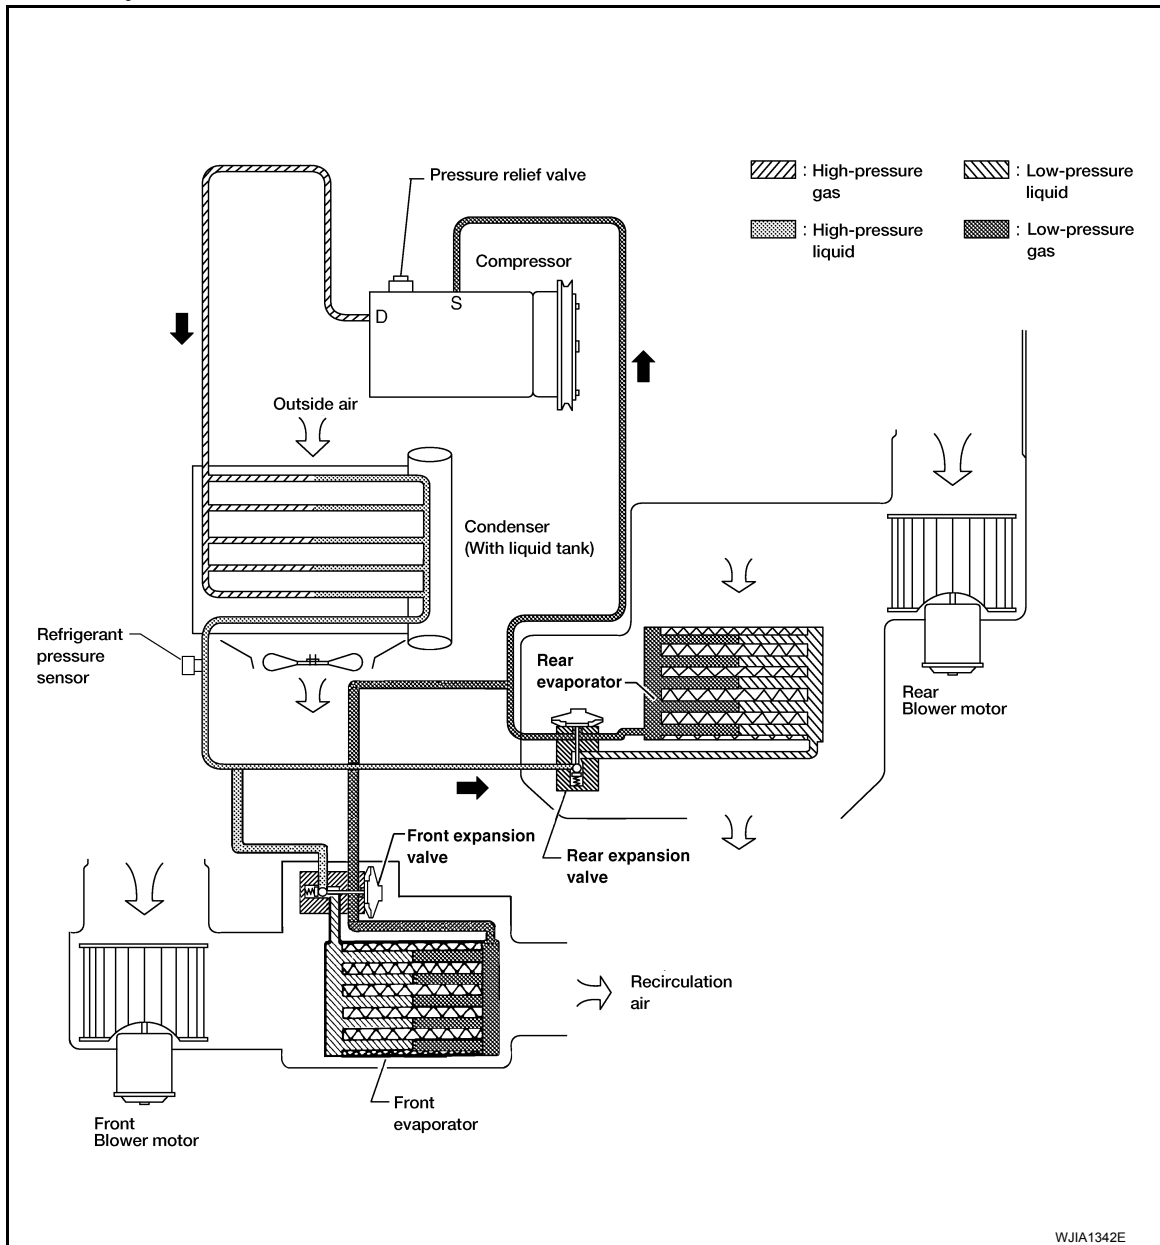 Pressure relief valve
: High-pressure
gas
: Low-pressure
liquid
: High-pressure
liquid
: Low-pressure
gas
Compressor
S
D
Outside air
Condenser
(With liquid tank)
Refrigerant
pressure
sensor
Rear
evaporator
Rear
Blower motor
Front expansion
valve
Rear expansion
valve
Recirculation
air
Front
evaporator
Front
Blower motor
WJIA1342E